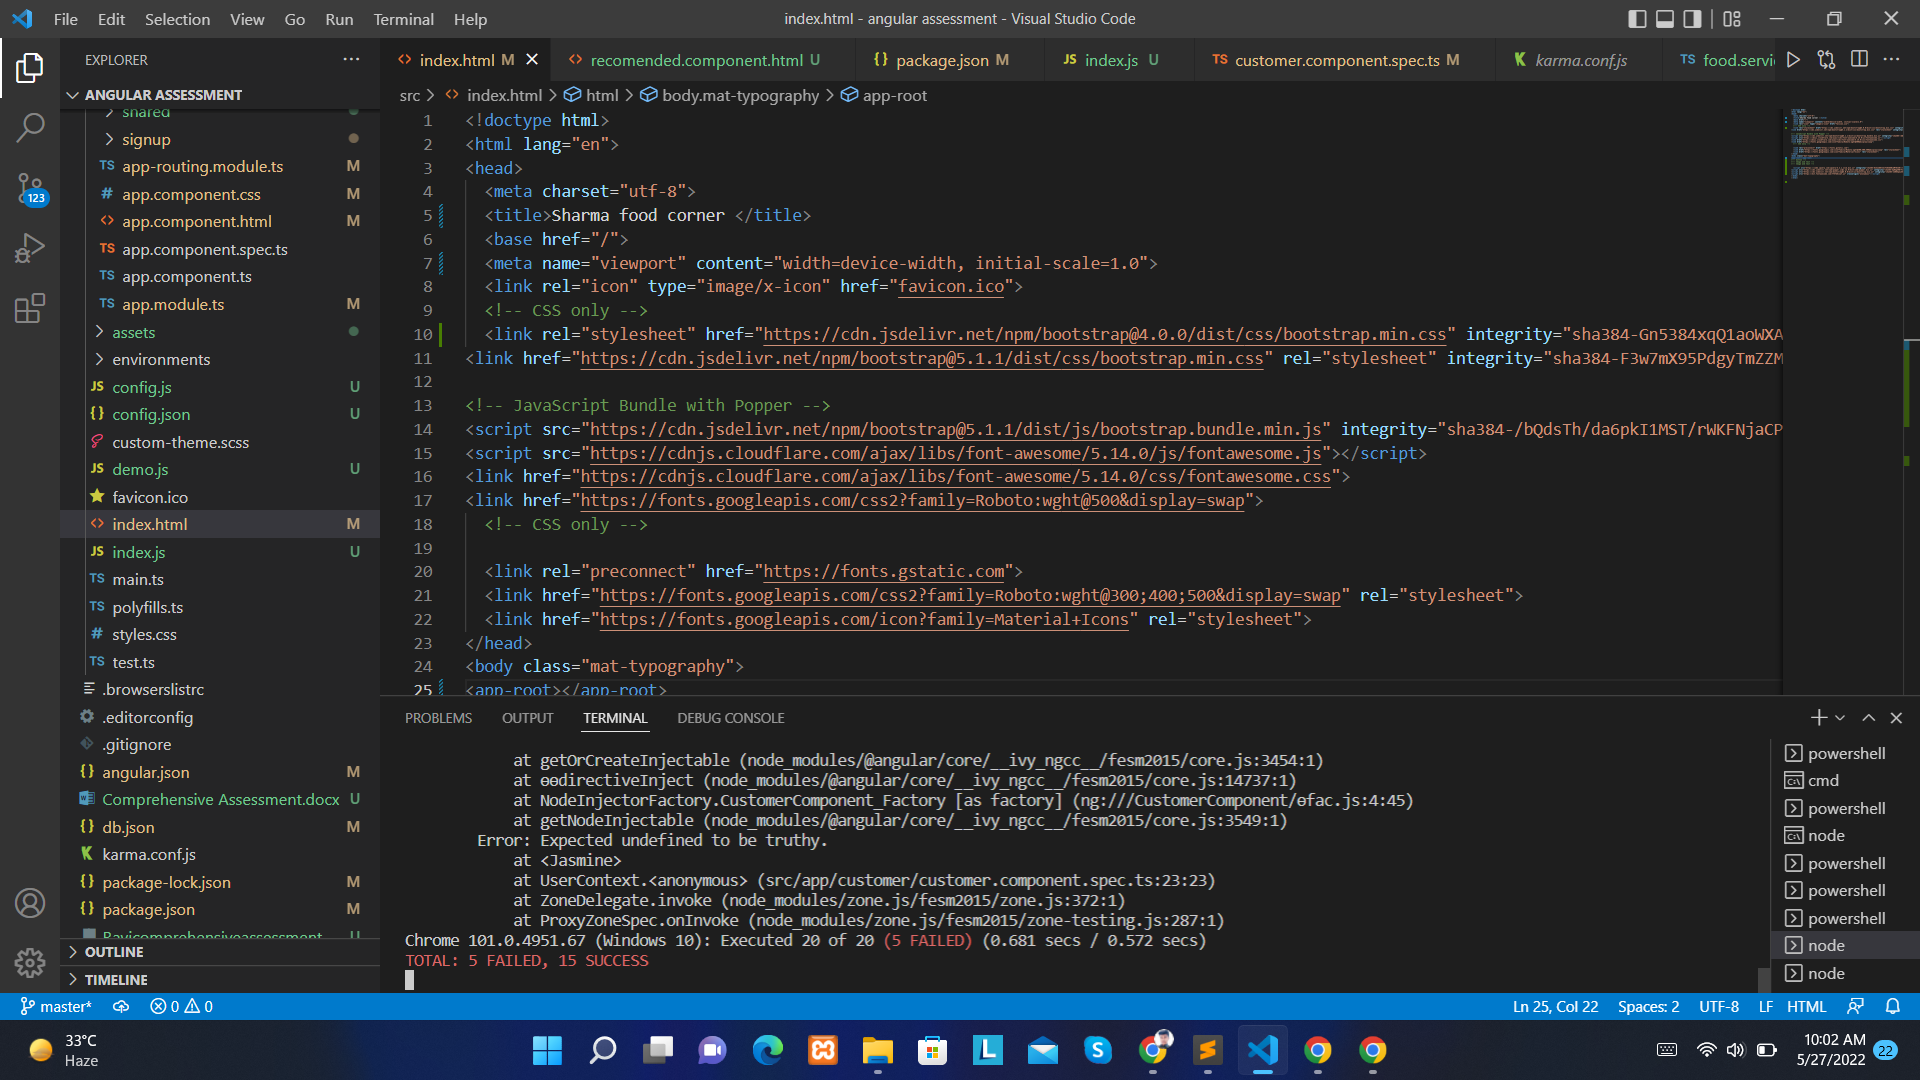 File Edit Selection View Go Run Terminal Help
index.html - angular assessment - Visual Studio Code
EXPLORER
ANGULAR ASSESSMENT
shared
signup
TS app-routing.module.ts M
# app.component.css M
<> app.component.html M
TS app.component.spec.ts
TS app.component.ts
TS app.module.ts M
assets
environments
JS config.js U
{} config.json U
custom-theme.scss
JS demo.js U
favicon.ico
<> index.html M
JS index.js U
TS main.ts
TS polyfills.ts
# styles.css
TS test.ts
.browserslistrc
.editorconfig
.gitignore
{} angular.json M
Comprehensive Assessment.docx U
{} db.json M
karma.conf.js
{} package-lock.json M
{} package.json M
Ravicomprehensiveassessment U
OUTLINE
TIMELINE
123
<> index.html M
<> recomended.component.html U
{} package.json M
JS index.js U
TS customer.component.spec.ts M
karma.conf.js
TS food.servi
src > <> index.html > html > body.mat-typography > app-root
1 <!doctype html>
2 <html lang="en">
3 <head>
4 <meta charset="utf-8">
5 <title>Sharma food corner </title>
6 <base href="/">
7 <meta name="viewport" content="width=device-width, initial-scale=1.0">
8 <link rel="icon" type="image/x-icon" href="favicon.ico">
9 <!-- CSS only -->
10 <link rel="stylesheet" href="https://cdn.jsdelivr.net/npm/bootstrap@4.0.0/dist/css/bootstrap.min.css" integrity="sha384-Gn5384xqQ1aoWXA
11 <link href="https://cdn.jsdelivr.net/npm/bootstrap@5.1.1/dist/css/bootstrap.min.css" rel="stylesheet" integrity="sha384-F3w7mX95PdgyTmZZM
12
13 <!-- JavaScript Bundle with Popper -->
14 <script src="https://cdn.jsdelivr.net/npm/bootstrap@5.1.1/dist/js/bootstrap.bundle.min.js" integrity="sha384-/bQdsTh/da6pkI1MST/rWKFNjaCP
15 <script src="https://cdnjs.cloudflare.com/ajax/libs/font-awesome/5.14.0/js/fontawesome.js"></script>
16 <link href="https://cdnjs.cloudflare.com/ajax/libs/font-awesome/5.14.0/css/fontawesome.css">
17 <link href="https://fonts.googleapis.com/css2?family=Roboto:wght@500&display=swap">
18 <!-- CSS only -->
19
20 <link rel="preconnect" href="https://fonts.gstatic.com">
21 <link href="https://fonts.googleapis.com/css2?family=Roboto:wght@300;400;500&display=swap" rel="stylesheet">
22 <link href="https://fonts.googleapis.com/icon?family=Material+Icons" rel="stylesheet">
23 </head>
24 <body class="mat-typography">
25 <app-root></app-root>
PROBLEMS OUTPUT TERMINAL DEBUG CONSOLE
at getOrCreateInjectable (node_modules/@angular/core/__ivy_ngcc__/fesm2015/core.js:3454:1)
at ɵɵdirectiveInject (node_modules/@angular/core/__ivy_ngcc__/fesm2015/core.js:14737:1)
at NodeInjectorFactory.CustomerComponent_Factory [as factory] (ng:///CustomerComponent/ɵfac.js:4:45)
at getNodeInjectable (node_modules/@angular/core/__ivy_ngcc__/fesm2015/core.js:3549:1)
Error: Expected undefined to be truthy.
at <Jasmine>
at UserContext.<anonymous> (src/app/customer/customer.component.spec.ts:23:23)
at ZoneDelegate.invoke (node_modules/zone.js/fesm2015/zone.js:372:1)
at ProxyZoneSpec.onInvoke (node_modules/zone.js/fesm2015/zone-testing.js:287:1)
Chrome 101.0.4951.67 (Windows 10): Executed 20 of 20 (5 FAILED) (0.681 secs / 0.572 secs)
TOTAL: 5 FAILED, 15 SUCCESS
powershell
cmd
powershell
node
powershell
powershell
powershell
node
node
master* 0 0
Ln 25, Col 22 Spaces: 2 UTF-8 LF HTML
33°C
Haze
10:02 AM
5/27/2022
22